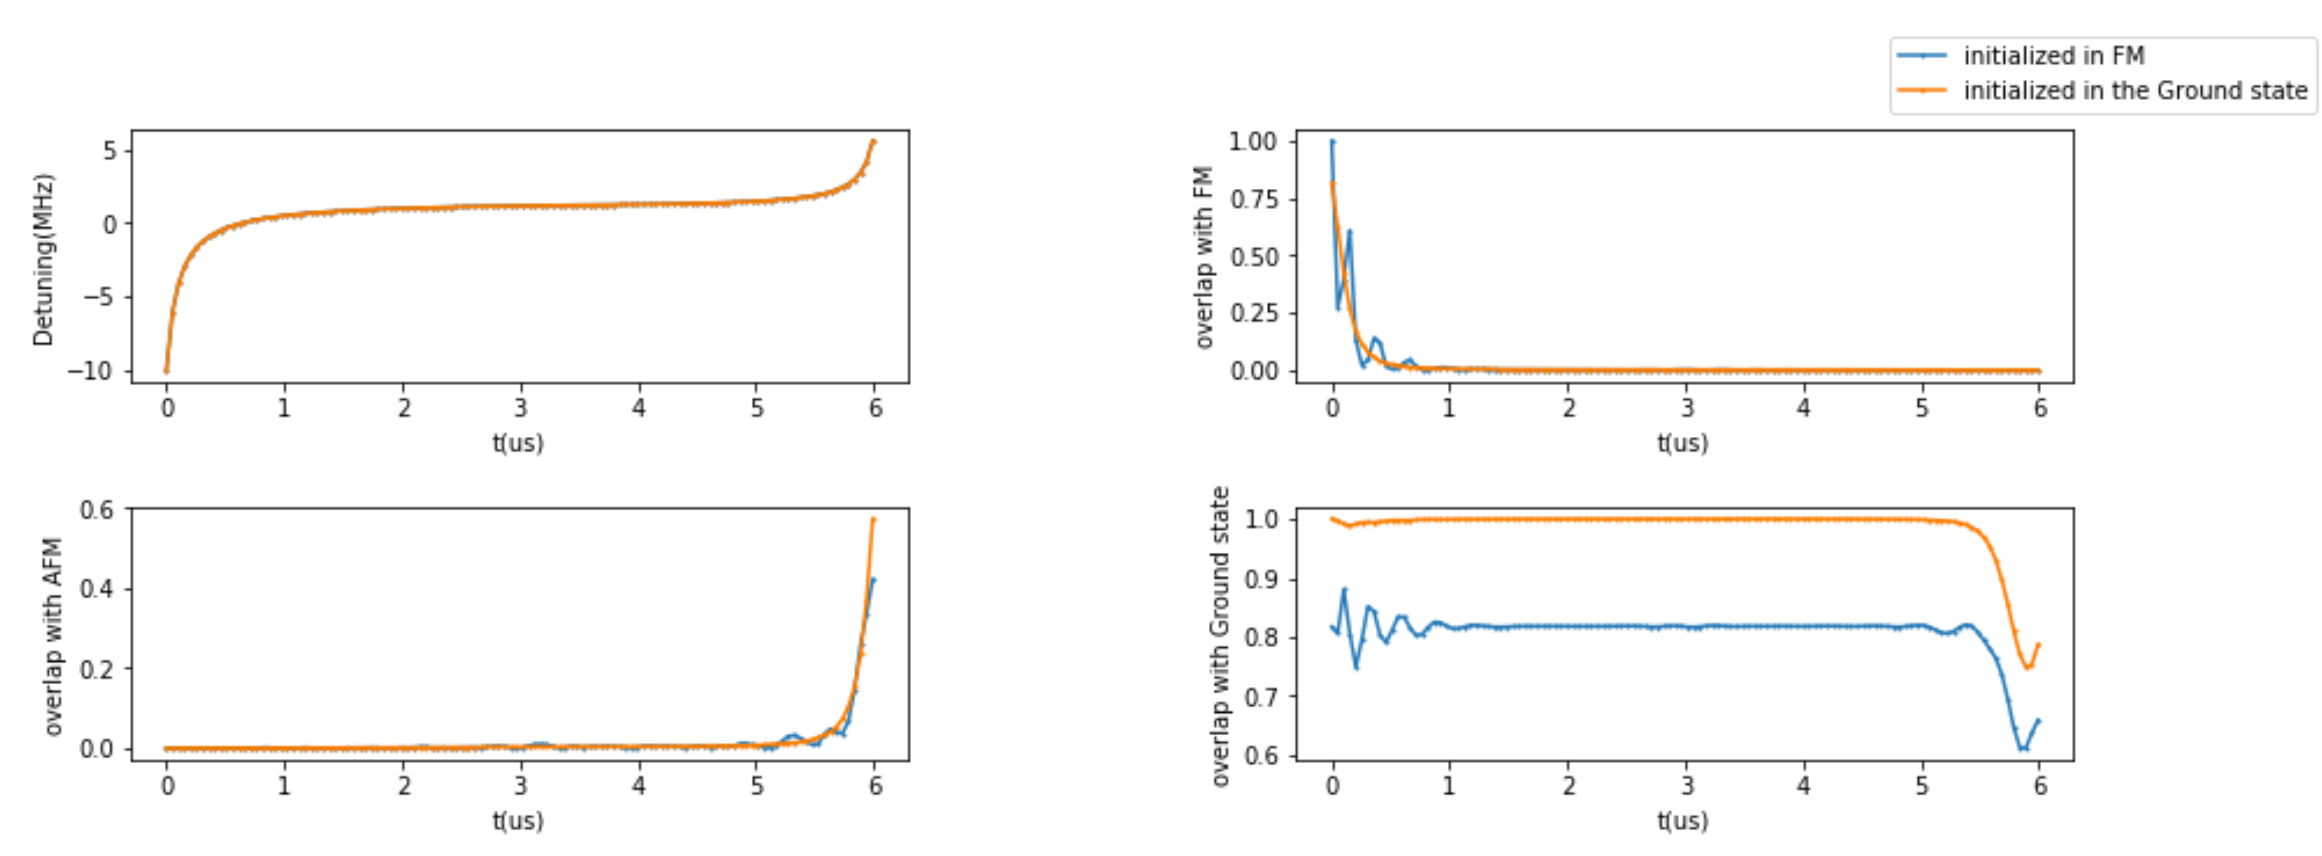 initialized in FM
initialized in the Ground state
Detuning(MHz)
5
0
−5
−10
0 1 2 3 4 5 6
t(us)
overlap with FM
1.00
0.75
0.50
0.25
0.00
0 1 2 3 4 5 6
t(us)
overlap with AFM
0.6
0.4
0.2
0.0
0 1 2 3 4 5 6
t(us)
overlap with Ground state
1.0
0.9
0.8
0.7
0.6
0 1 2 3 4 5 6
t(us)